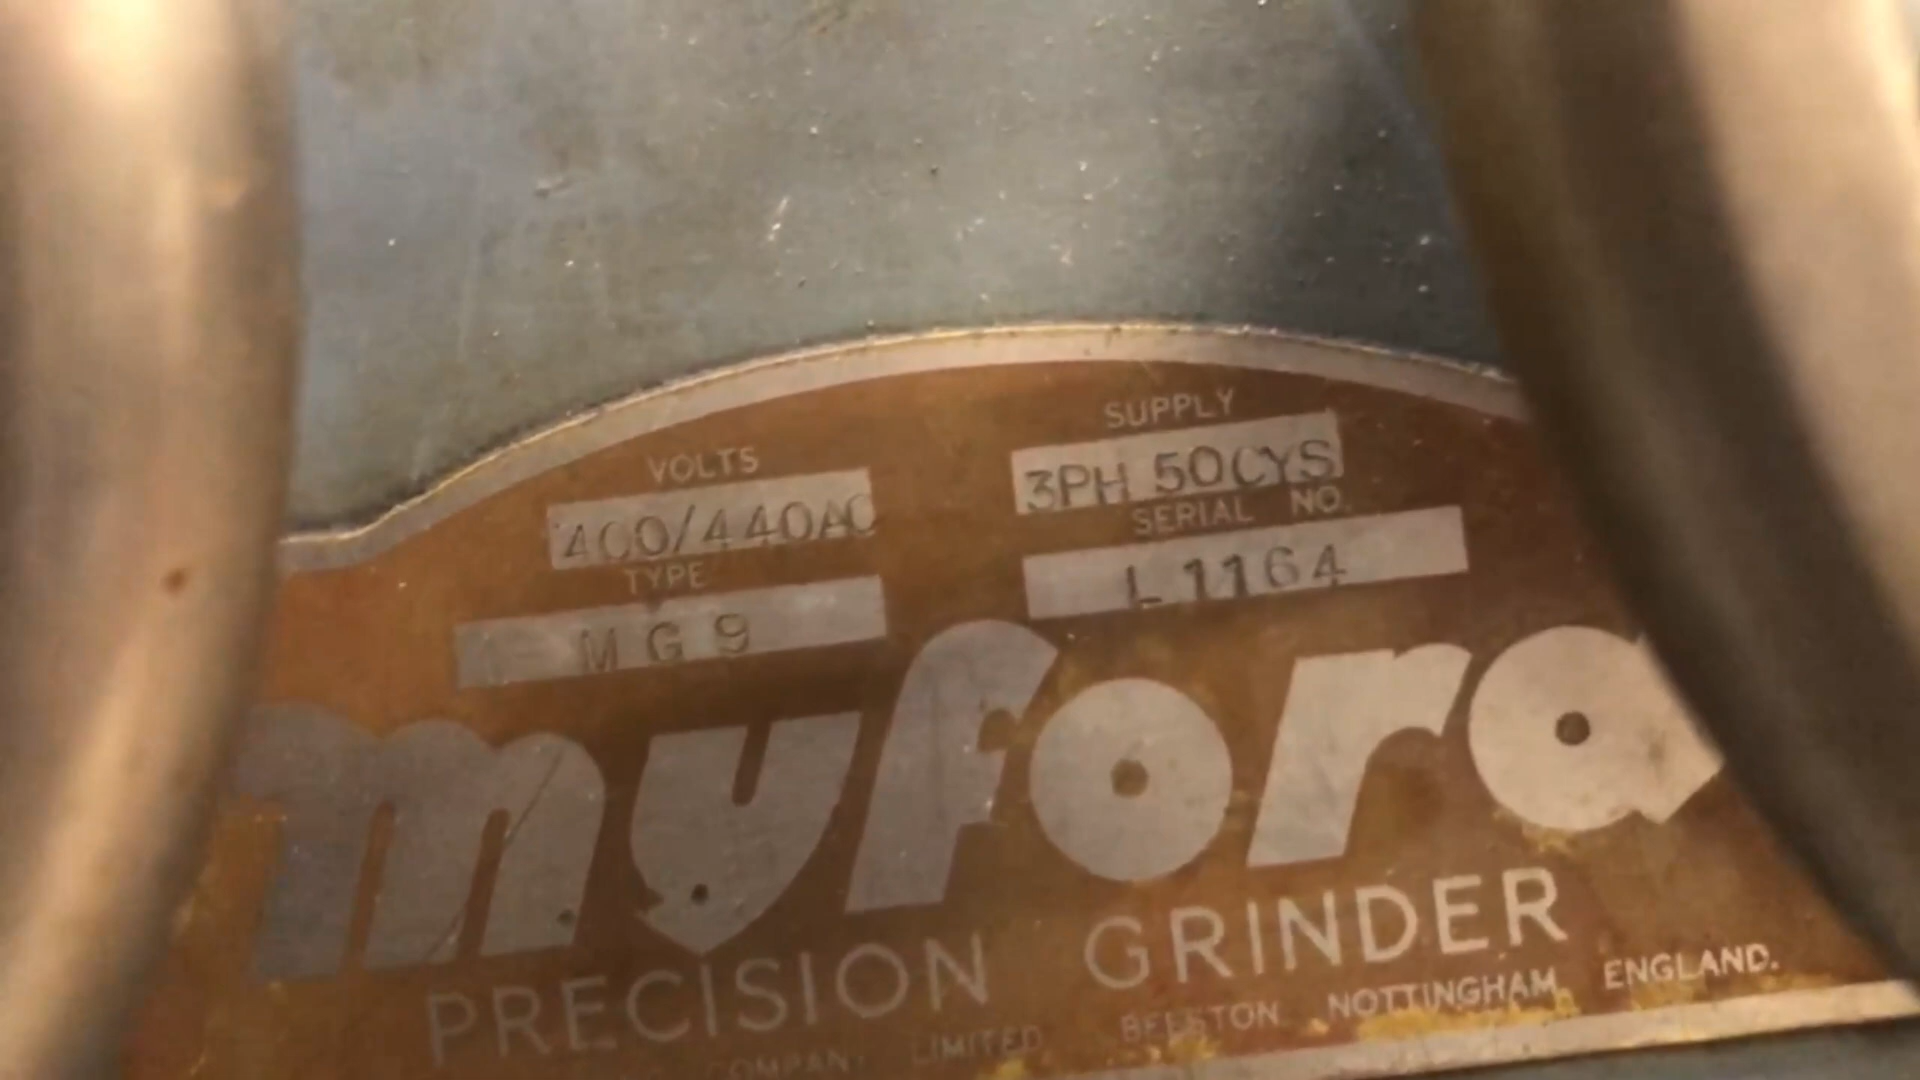 VOLTS
400/440AC
SUPPLY
3PH 50CYS
TYPE
MG9
SERIAL NO.
L1164
myford
PRECISION GRINDER
COMPANY LIMITED BEESTON NOTTINGHAM, ENGLAND.